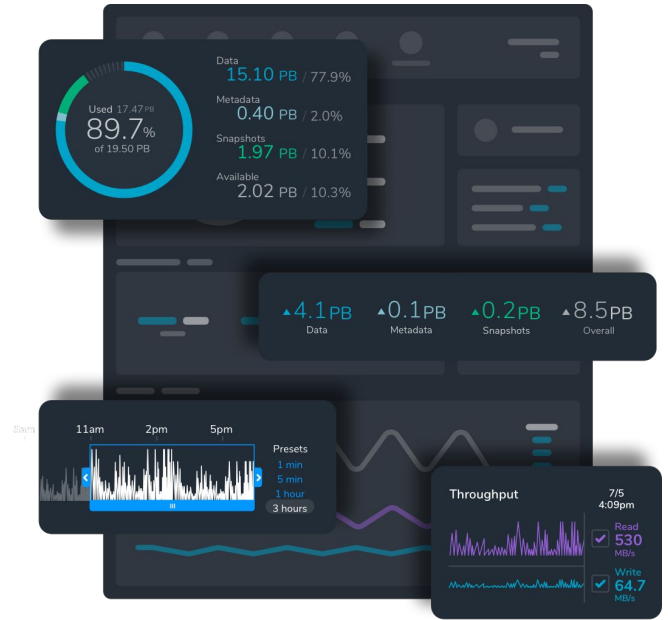 Used 17.47 PB
89.7%
of 19.50 PB
Data
15.10 PB / 77.9%
Metadata
0.40 PB / 2.0%
Snapshots
1.97 PB / 10.1%
Available
2.02 PB / 10.3%
▲4.1PB ▲0.1PB ▲0.2PB ▲8.5PB
Data Metadata Snapshots Overall
8am 11am 2pm 5pm
Presets
1 min
5 min
1 hour
3 hours
Throughput
7/5
4:09pm
Read
530
MB/s
Write
64.7
MB/s